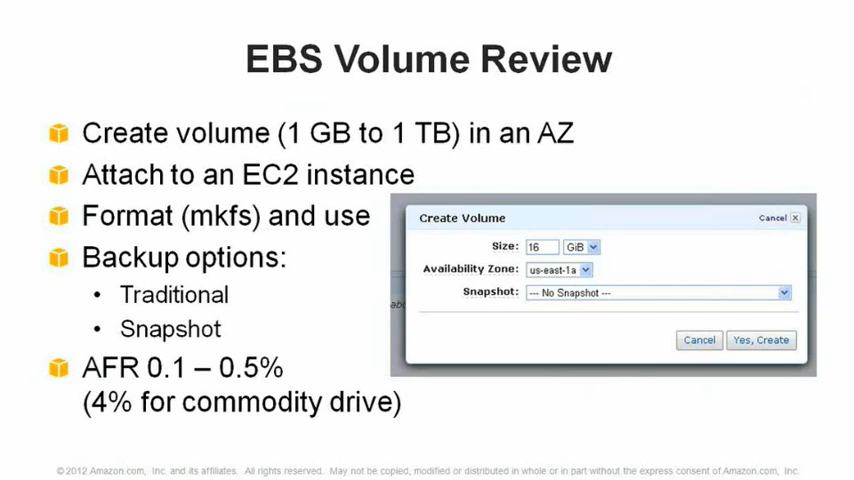 EBS Volume Review
Create volume (1 GB to 1 TB) in an AZ
Attach to an EC2 instance
Format (mkfs) and use
Backup options:
• Traditional
• Snapshot
AFR 0.1 – 0.5%
(4% for commodity drive)
Create Volume
Cancel
Size: 16 GiB
Availability Zone: us-east-1a
Snapshot: --- No Snapshot ---
abo
Cancel Yes, Create
©2012 Amazon.com, Inc. and its affiliates. All rights reserved. May not be copied, modified or distributed in whole or in part without the express consent of Amazon.com, Inc.